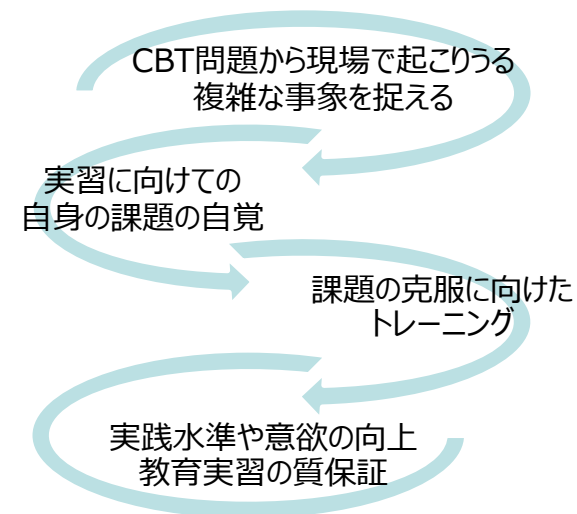 CBT問題から現場で起こりうる
複雑な事象を捉える
実習に向けての
自身の課題の自覚
課題の克服に向けた
トレーニング
実践水準や意欲の向上
教育実習の質保証